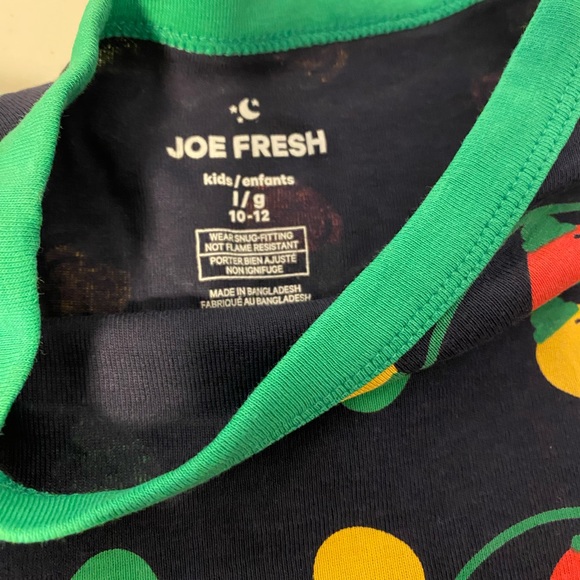 JOE FRESH
kids/enfants
l/g
10-12
WEAR SNUG-FITTING
NOT FLAME RESISTANT
PORTER BIEN AJUSTÉ
NON IGNIFUGE
MADE IN BANGLADESH
FABRIQUÉ AU BANGLADESH